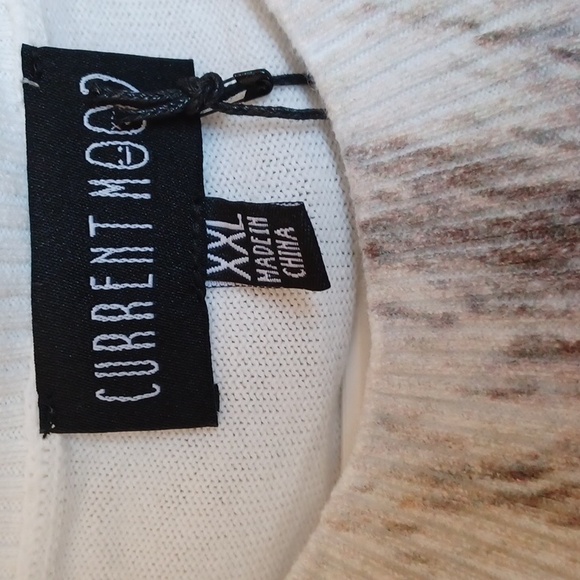 CURRENT MOOD
XXL
MADE IN
CHINA